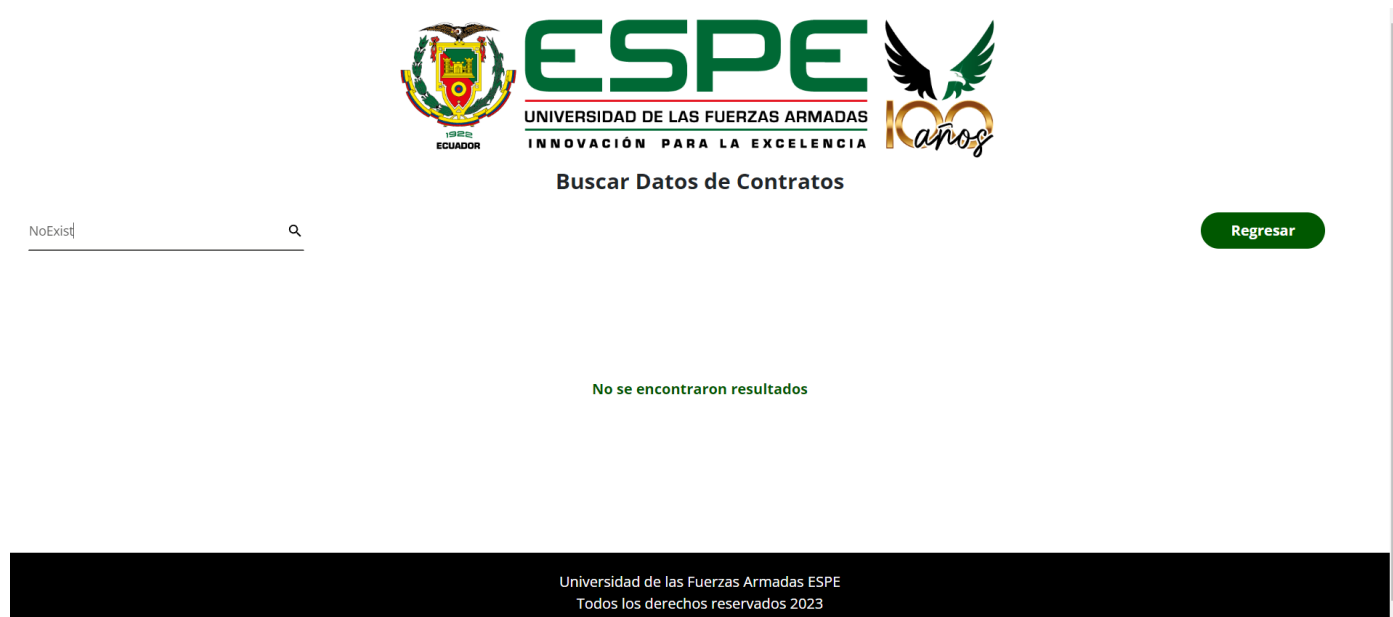 1922
ECUADOR
ESPE
UNIVERSIDAD DE LAS FUERZAS ARMADAS
INNOVACIÓN PARA LA EXCELENCIA
100
años
Buscar Datos de Contratos
NoExist
Regresar
No se encontraron resultados
Universidad de las Fuerzas Armadas ESPE
Todos los derechos reservados 2023